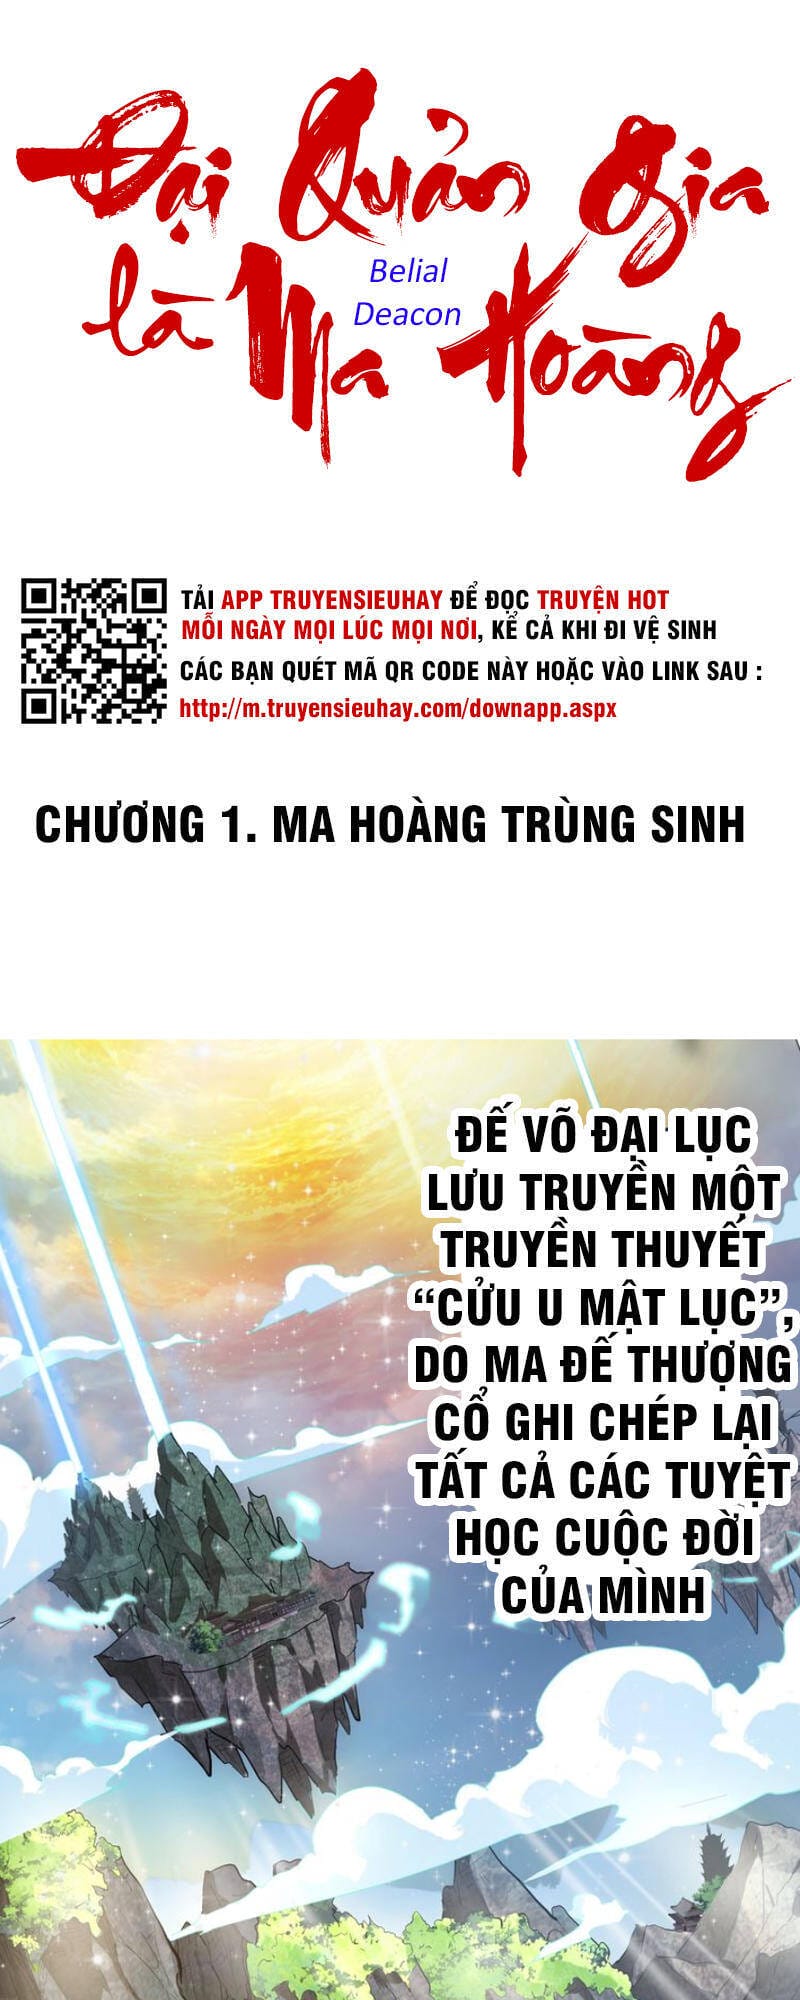 Đại Quản Gia
là Ma Hoàng
Belial
Deacon
TẢI APP TRUYENSIEUHAY ĐỂ ĐỌC TRUYỆN HOT
MỖI NGÀY MỌI LÚC MỌI NƠI, KỂ CẢ KHI ĐI VỆ SINH
CÁC BẠN QUÉT MÃ QR CODE NÀY HOẶC VÀO LINK SAU :
http://m.truyensieuhay.com/downapp.aspx
CHƯƠNG 1. MA HOÀNG TRÙNG SINH
ĐẾ VÕ ĐẠI LỤC
LƯU TRUYỀN MỘT
TRUYỀN THUYẾT
“CỬU U MẬT LỤC”,
DO MA ĐẾ THƯỢNG
CỔ GHI CHÉP LẠI
TẤT CẢ CÁC TUYỆT
HỌC CUỘC ĐỜI
CỦA MÌNH